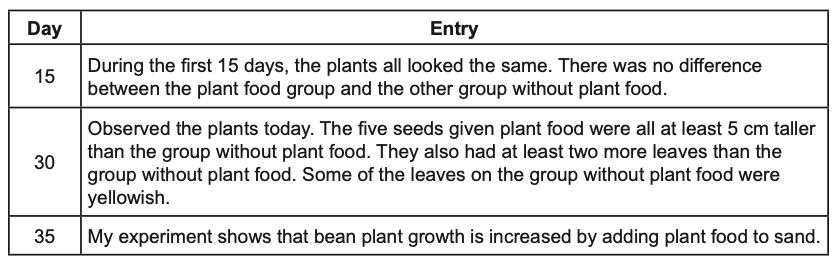 Day Entry
15
During the first 15 days, the plants all looked the same. There was no difference
between the plant food group and the other group without plant food.
30
Observed the plants today. The five seeds given plant food were all at least 5 cm taller
than the group without plant food. They also had at least two more leaves than the
group without plant food. Some of the leaves on the group without plant food were
yellowish.
35 My experiment shows that bean plant growth is increased by adding plant food to sand.